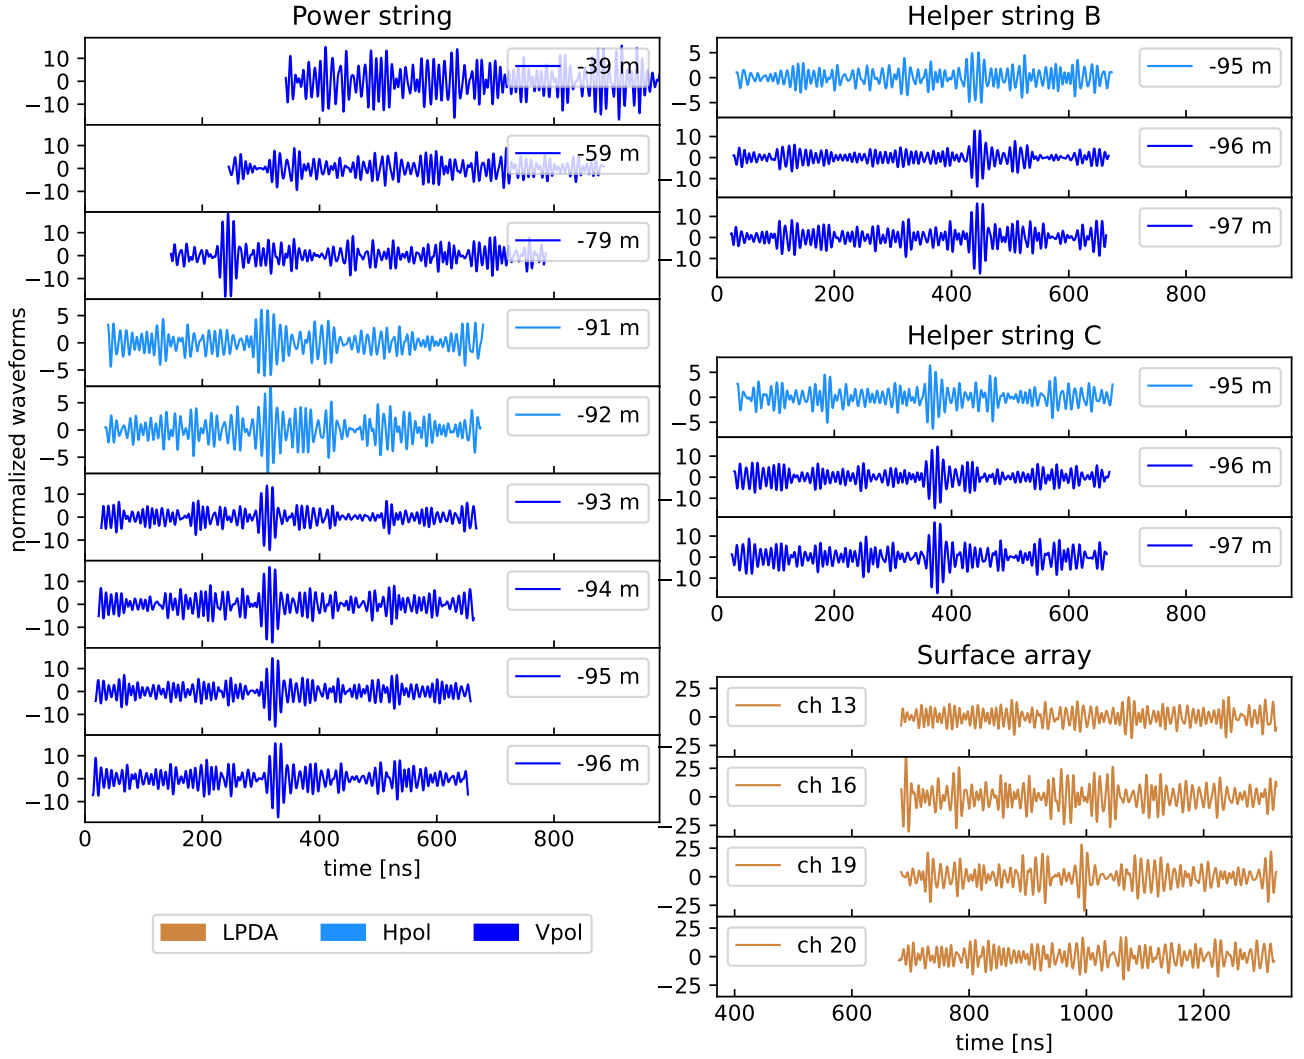 Power string
normalized waveforms
10
0
−10
-39 m
10
0
−10
-59 m
10
0
−10
-79 m
5
0
−5
-91 m
5
0
−5
-92 m
10
0
−10
-93 m
10
0
−10
-94 m
10
0
−10
-95 m
10
0
−10
-96 m
0 200 400 600 800
time [ns]
LPDA Hpol Vpol
Helper string B
5
0
−5
-95 m
10
0
−10
-96 m
10
0
−10
-97 m
0 200 400 600 800
Helper string C
5
0
−5
-95 m
10
0
−10
-96 m
10
0
−10
-97 m
0 200 400 600 800
Surface array
25
0
−25
ch 13
25
0
−25
ch 16
25
0
−25
ch 19
25
0
−25
ch 20
400 600 800 1000 1200
time [ns]